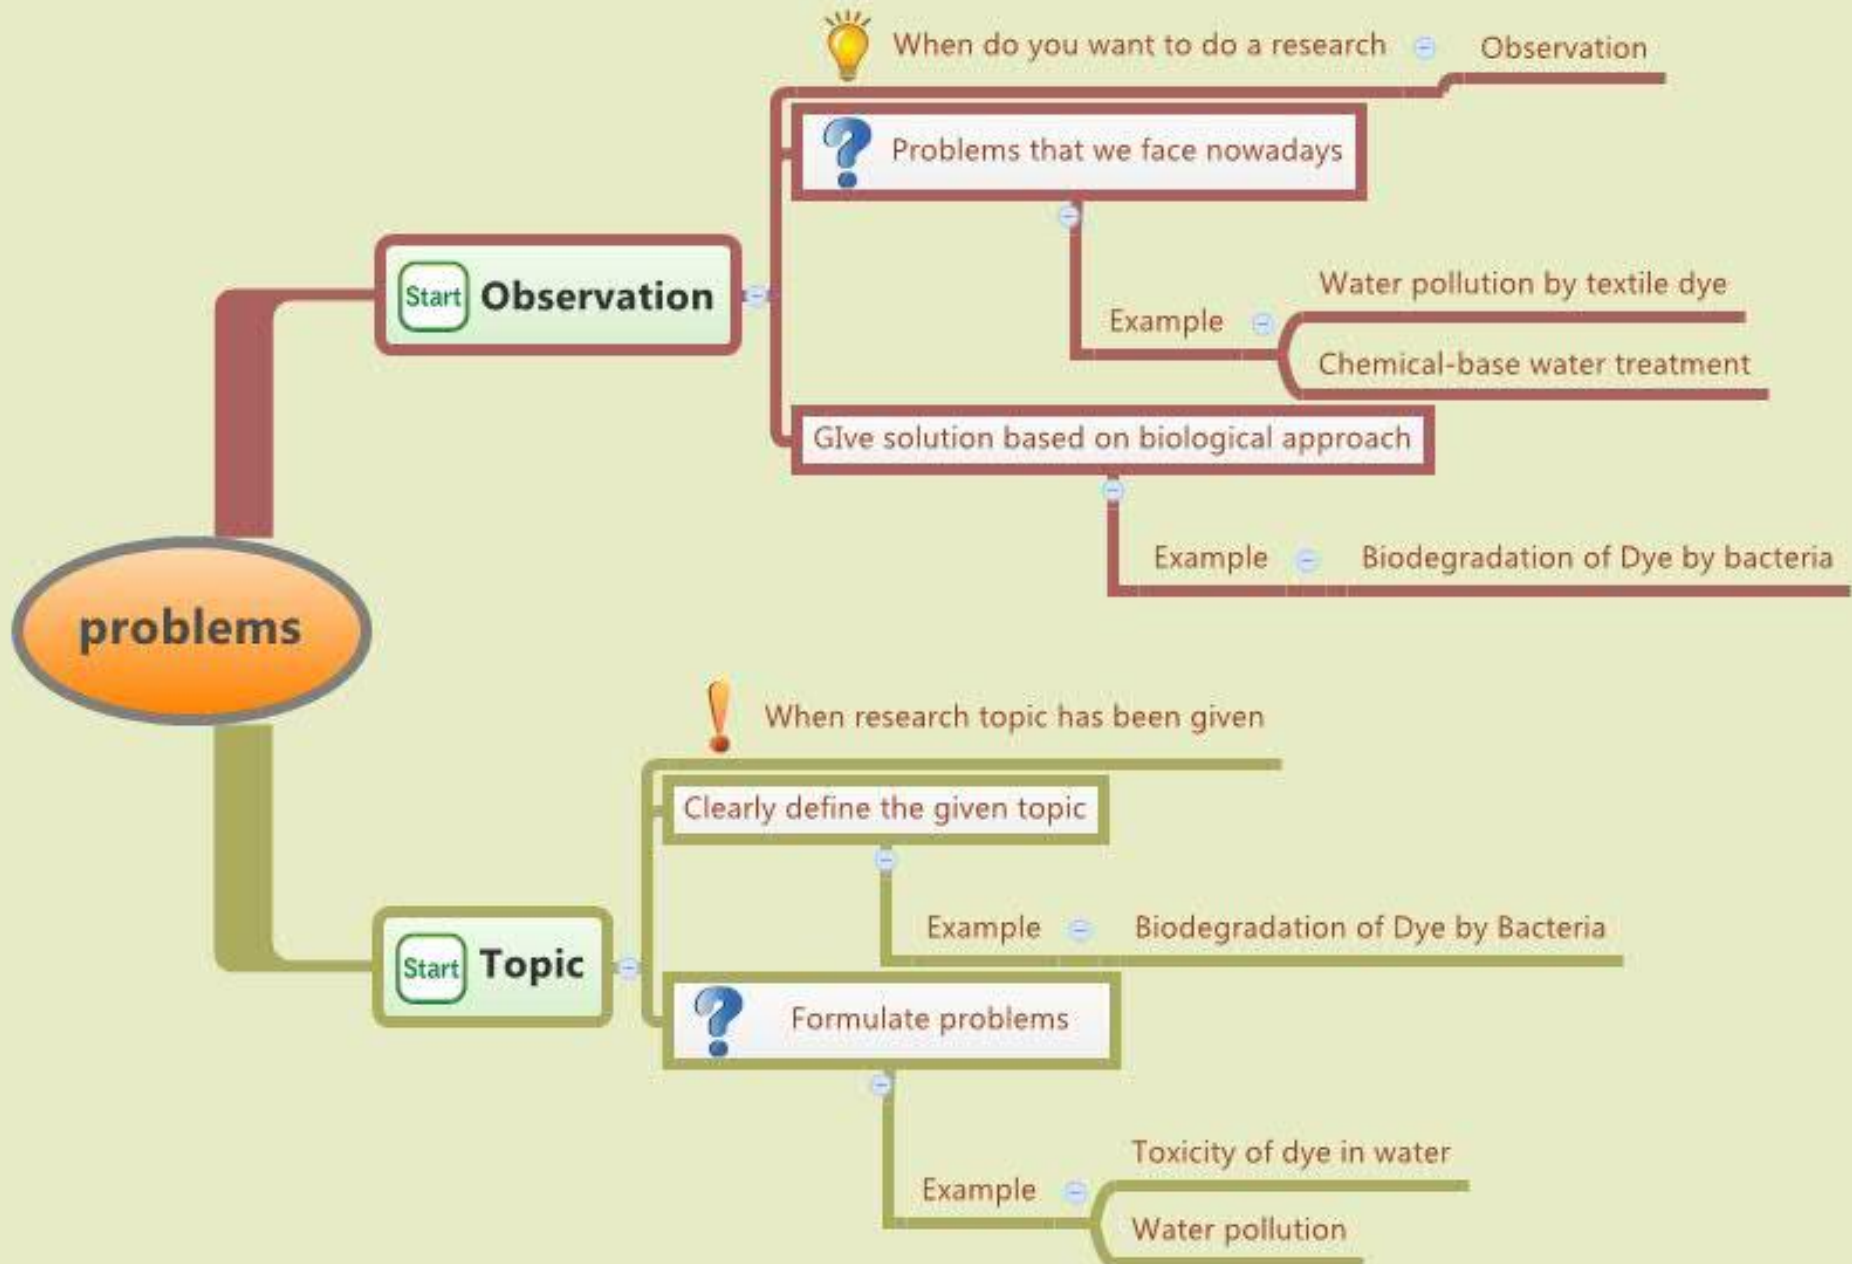 When do you want to do a research
Observation
Problems that we face nowadays
Start
Observation
Example
Water pollution by textile dye
Chemical-base water treatment
GIve solution based on biological approach
Example
Biodegradation of Dye by bacteria
problems
When research topic has been given
Clearly define the given topic
Example
Biodegradation of Dye by Bacteria
Start
Topic
Formulate problems
Example
Toxicity of dye in water
Water pollution